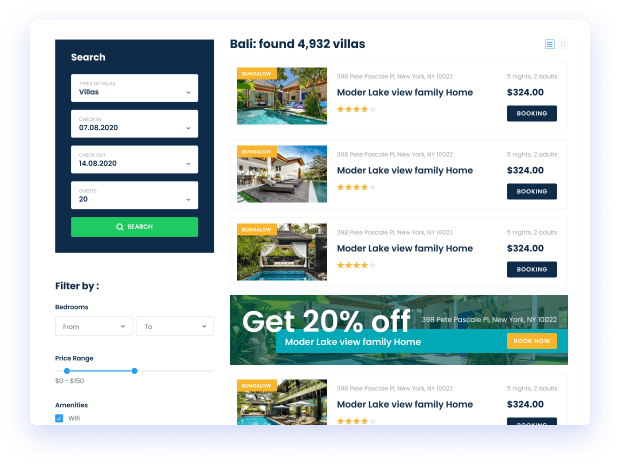 Search
TYPES OF VILLAS
Villas
CHECK IN
07.08.2020
CHECK OUT
14.08.2020
GUESTS
20
SEARCH
Filter by :
Bedrooms
From
To
Price Range
$0 - $150
Amenities
Wifi
Bali: found 4,932 villas
BUNGALOW
398 Pete Pascale Pl, New York, NY 10022
5 nights, 2 adults
Moder Lake view family Home
$324.00
BOOKING
BUNGALOW
398 Pete Pascale Pl, New York, NY 10022
5 nights, 2 adults
Moder Lake view family Home
$324.00
BOOKING
BUNGALOW
398 Pete Pascale Pl, New York, NY 10022
5 nights, 2 adults
Moder Lake view family Home
$324.00
BOOKING
Get 20% off
398 Pete Pascale Pl, New York, NY 10022
Moder Lake view family Home
BOOK NOW
BUNGALOW
398 Pete Pascale Pl, New York, NY 10022
5 nights, 2 adults
Moder Lake view family Home
$324.00
BOOKING